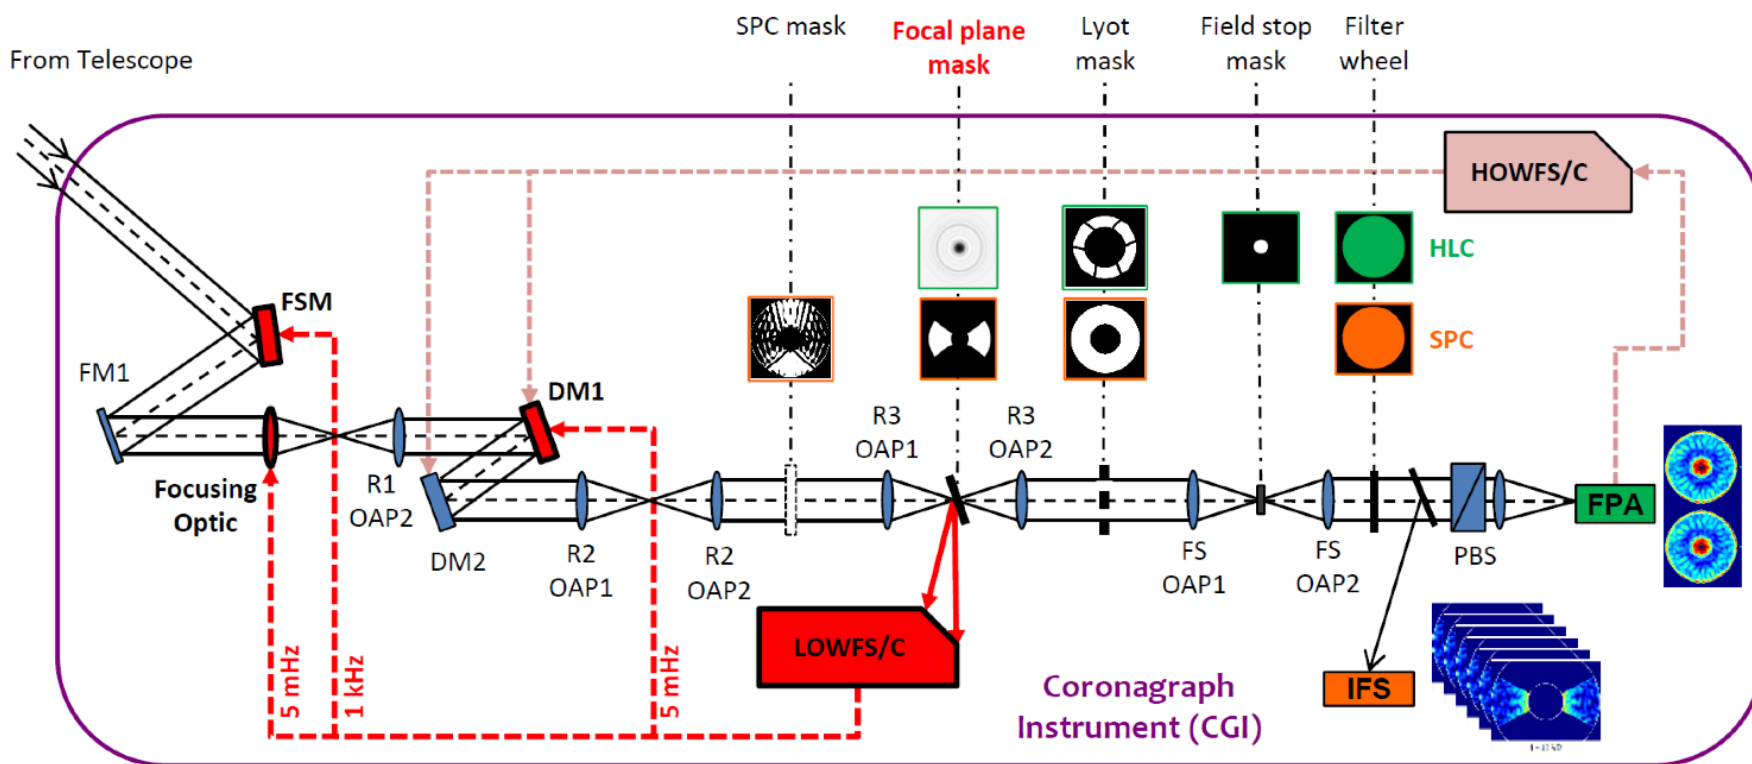 SPC mask
Focal plane
mask
Lyot
mask
Field stop
mask
Filter
wheel
From Telescope
HOWFS/C
HLC
SPC
FSM
FM1
DM1
R3
OAP1
R3
OAP2
Focusing
Optic
R1
OAP2
DM2
R2
OAP1
R2
OAP2
FS
OAP1
FS
OAP2
PBS
FPA
LOWFS/C
5 mHz
1 kHz
5 mHz
Coronagraph
Instrument (CGI)
IFS